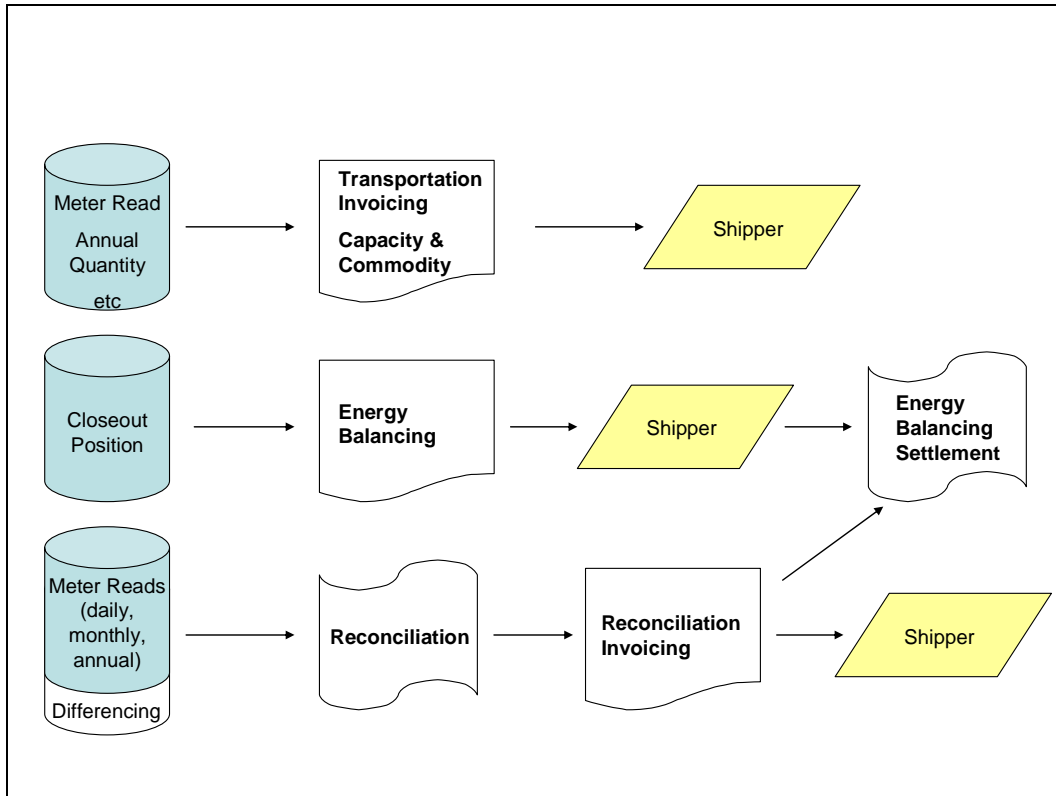 Meter Read
Annual
Quantity
etc
Transportation
Invoicing
Capacity &
Commodity
Shipper
Closeout
Position
Energy
Balancing
Shipper
Energy
Balancing
Settlement
Meter Reads
(daily,
monthly,
annual)
Differencing
Reconciliation
Reconciliation
Invoicing
Shipper